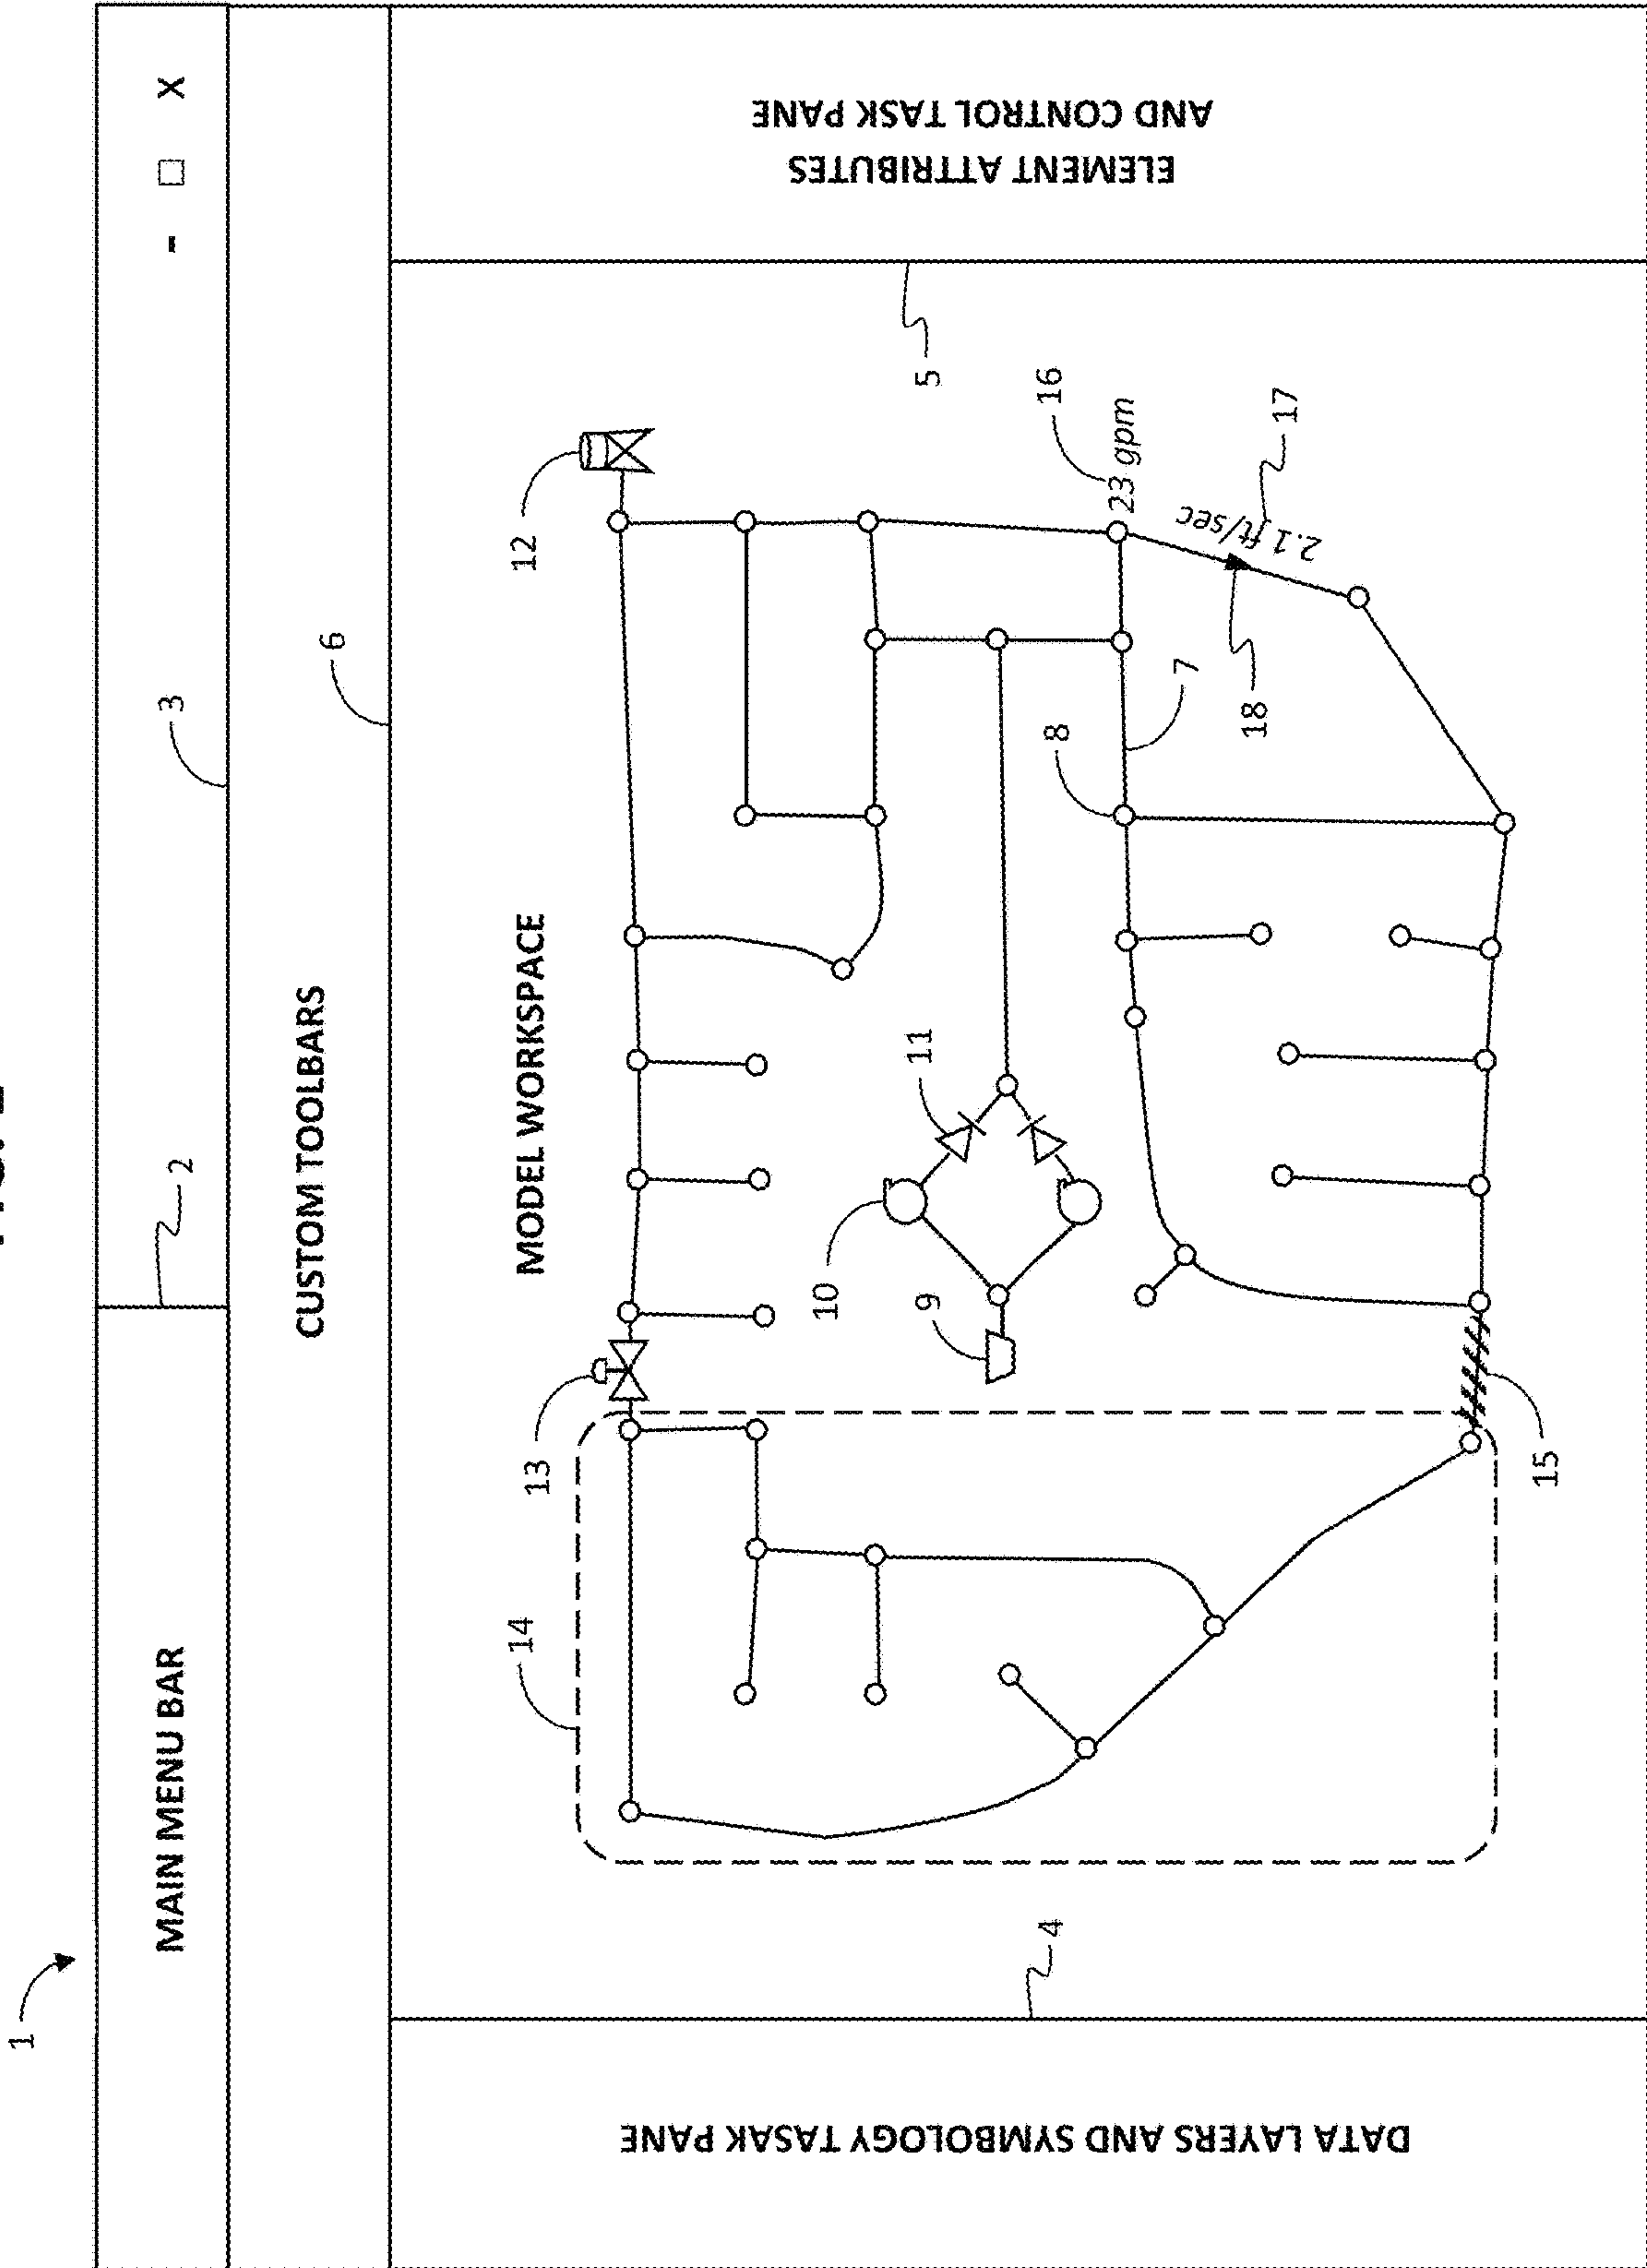 1
MAIN MENU BAR
2
3
- □ X
CUSTOM TOOLBARS
6
DATA LAYERS AND SYMBOLOGY TASAK PANE
4
MODEL WORKSPACE
14
13
12
10
11
9
8
7
5
16
23 gpm
2.1 ft/sec
17
18
15
ELEMENT ATTRIBUTES
AND CONTROL TASK PANE